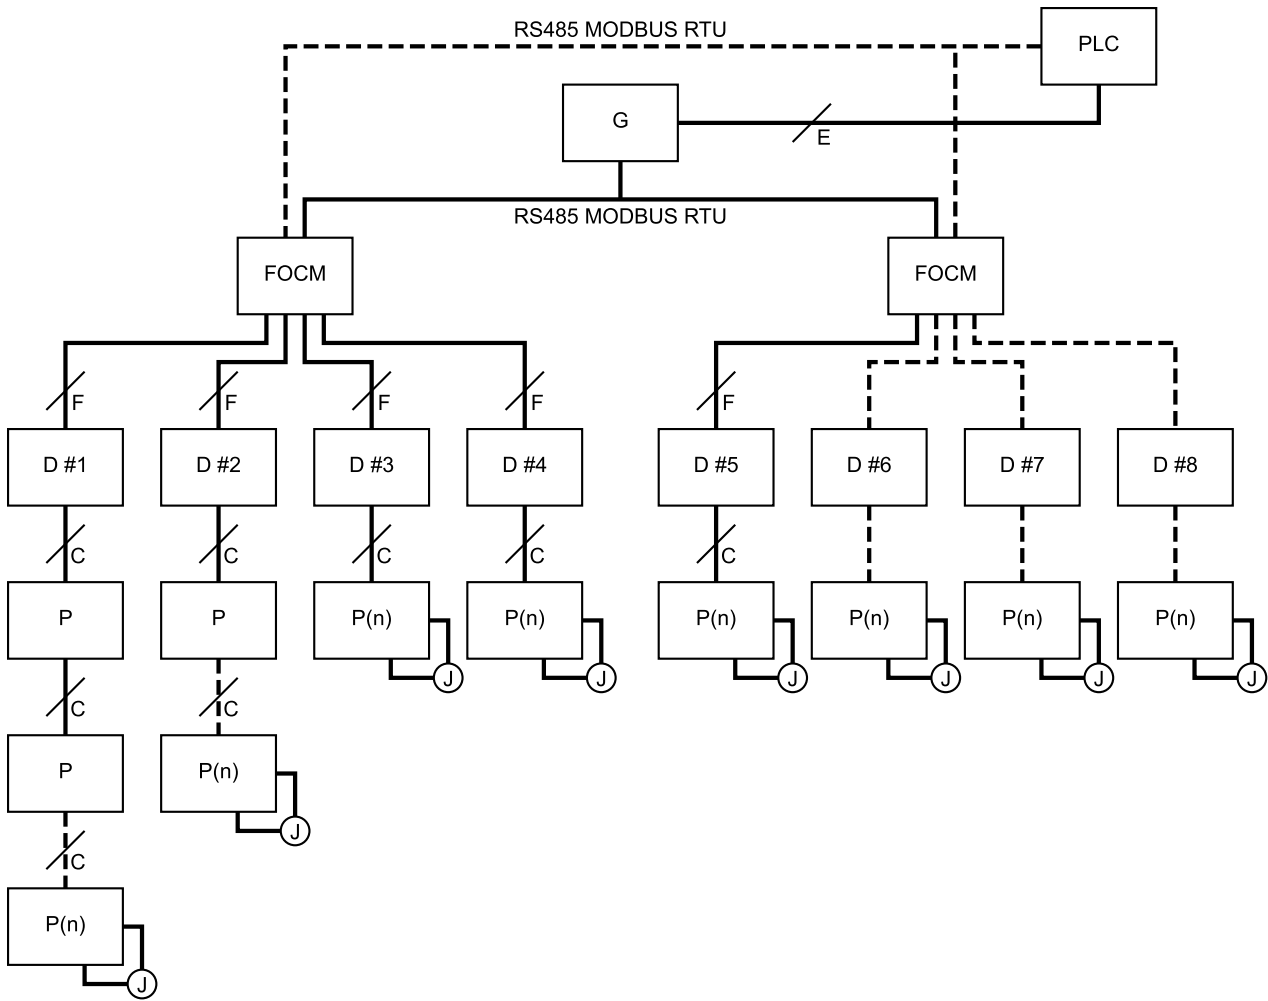 RS485 MODBUS RTU
PLC
G
E
RS485 MODBUS RTU
FOCM
FOCM
F
F
F
F
F
D #1
D #2
D #3
D #4
D #5
D #6
D #7
D #8
C
C
C
C
C
P
P
P(n)
P(n)
P(n)
P(n)
P(n)
P(n)
J
J
J
J
J
J
C
C
P
P(n)
J
C
P(n)
J